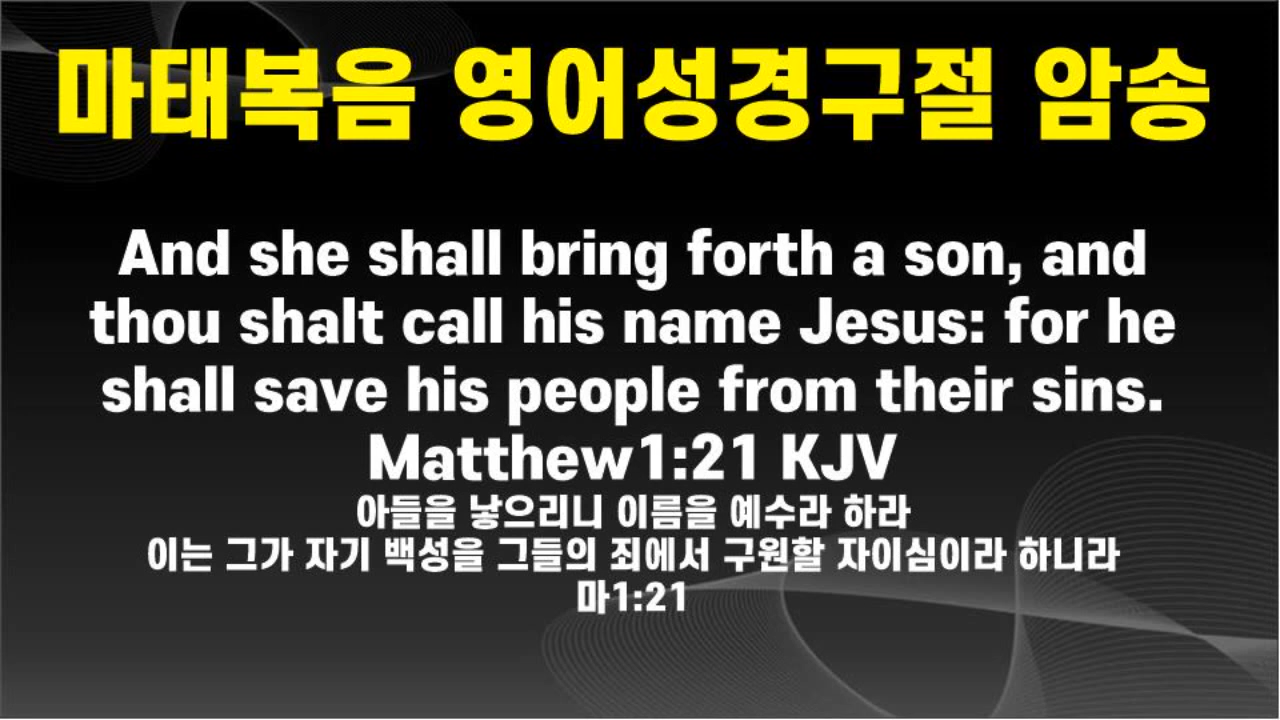 마태복음 영어성경구절 암송
And she shall bring forth a son, and
thou shalt call his name Jesus: for he
shall save his people from their sins.
Matthew1:21 KJV
아들을 낳으리니 이름을 예수라 하라
이는 그가 자기 백성을 그들의 죄에서 구원할 자이심이라 하니라
마1:21